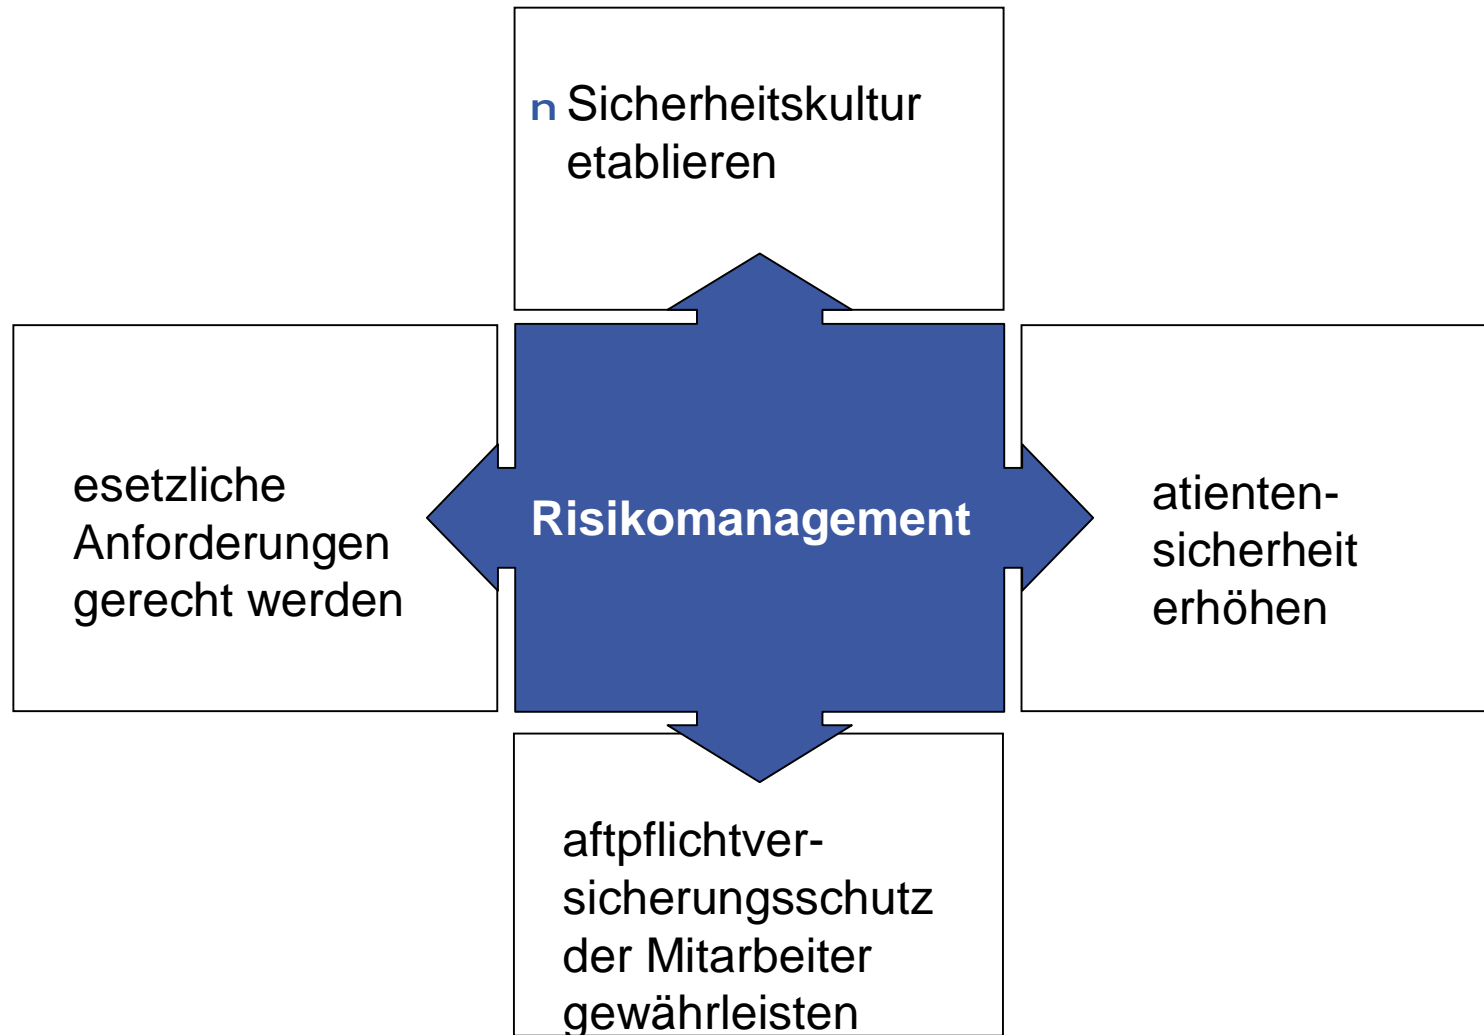 n Sicherheitskultur
etablieren
esetzliche
Anforderungen
gerecht werden
Risikomanagement
atienten-
sicherheit
erhöhen
aftpflichtver-
sicherungsschutz
der Mitarbeiter
gewährleisten